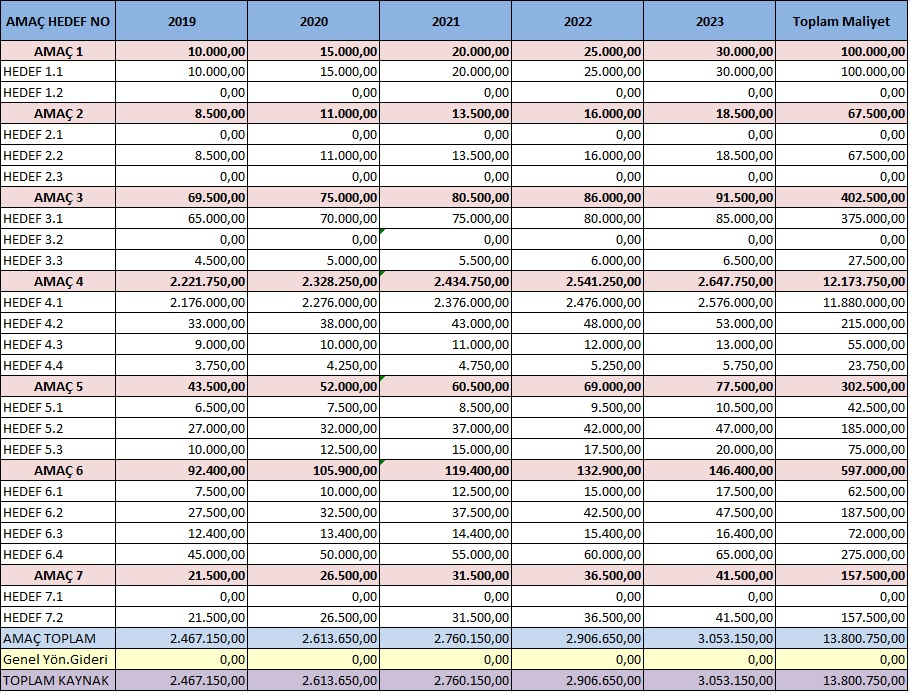 AMAÇ HEDEF NO 2019 2020 2021 2022 2023 Toplam Maliyet
AMAÇ 1 10.000,00 15.000,00 20.000,00 25.000,00 30.000,00 100.000,00
HEDEF 1.1 10.000,00 15.000,00 20.000,00 25.000,00 30.000,00 100.000,00
HEDEF 1.2 0,00 0,00 0,00 0,00 0,00 0,00
AMAÇ 2 8.500,00 11.000,00 13.500,00 16.000,00 18.500,00 67.500,00
HEDEF 2.1 0,00 0,00 0,00 0,00 0,00 0,00
HEDEF 2.2 8.500,00 11.000,00 13.500,00 16.000,00 18.500,00 67.500,00
HEDEF 2.3 0,00 0,00 0,00 0,00 0,00 0,00
AMAÇ 3 69.500,00 75.000,00 80.500,00 86.000,00 91.500,00 402.500,00
HEDEF 3.1 65.000,00 70.000,00 75.000,00 80.000,00 85.000,00 375.000,00
HEDEF 3.2 0,00 0,00 0,00 0,00 0,00 0,00
HEDEF 3.3 4.500,00 5.000,00 5.500,00 6.000,00 6.500,00 27.500,00
AMAÇ 4 2.221.750,00 2.328.250,00 2.434.750,00 2.541.250,00 2.647.750,00 12.173.750,00
HEDEF 4.1 2.176.000,00 2.276.000,00 2.376.000,00 2.476.000,00 2.576.000,00 11.880.000,00
HEDEF 4.2 33.000,00 38.000,00 43.000,00 48.000,00 53.000,00 215.000,00
HEDEF 4.3 9.000,00 10.000,00 11.000,00 12.000,00 13.000,00 55.000,00
HEDEF 4.4 3.750,00 4.250,00 4.750,00 5.250,00 5.750,00 23.750,00
AMAÇ 5 43.500,00 52.000,00 60.500,00 69.000,00 77.500,00 302.500,00
HEDEF 5.1 6.500,00 7.500,00 8.500,00 9.500,00 10.500,00 42.500,00
HEDEF 5.2 27.000,00 32.000,00 37.000,00 42.000,00 47.000,00 185.000,00
HEDEF 5.3 10.000,00 12.500,00 15.000,00 17.500,00 20.000,00 75.000,00
AMAÇ 6 92.400,00 105.900,00 119.400,00 132.900,00 146.400,00 597.000,00
HEDEF 6.1 7.500,00 10.000,00 12.500,00 15.000,00 17.500,00 62.500,00
HEDEF 6.2 27.500,00 32.500,00 37.500,00 42.500,00 47.500,00 187.500,00
HEDEF 6.3 12.400,00 13.400,00 14.400,00 15.400,00 16.400,00 72.000,00
HEDEF 6.4 45.000,00 50.000,00 55.000,00 60.000,00 65.000,00 275.000,00
AMAÇ 7 21.500,00 26.500,00 31.500,00 36.500,00 41.500,00 157.500,00
HEDEF 7.1 0,00 0,00 0,00 0,00 0,00 0,00
HEDEF 7.2 21.500,00 26.500,00 31.500,00 36.500,00 41.500,00 157.500,00
AMAÇ TOPLAM 2.467.150,00 2.613.650,00 2.760.150,00 2.906.650,00 3.053.150,00 13.800.750,00
Genel Yön.Gideri 0,00 0,00 0,00 0,00 0,00 0,00
TOPLAM KAYNAK 2.467.150,00 2.613.650,00 2.760.150,00 2.906.650,00 3.053.150,00 13.800.750,00